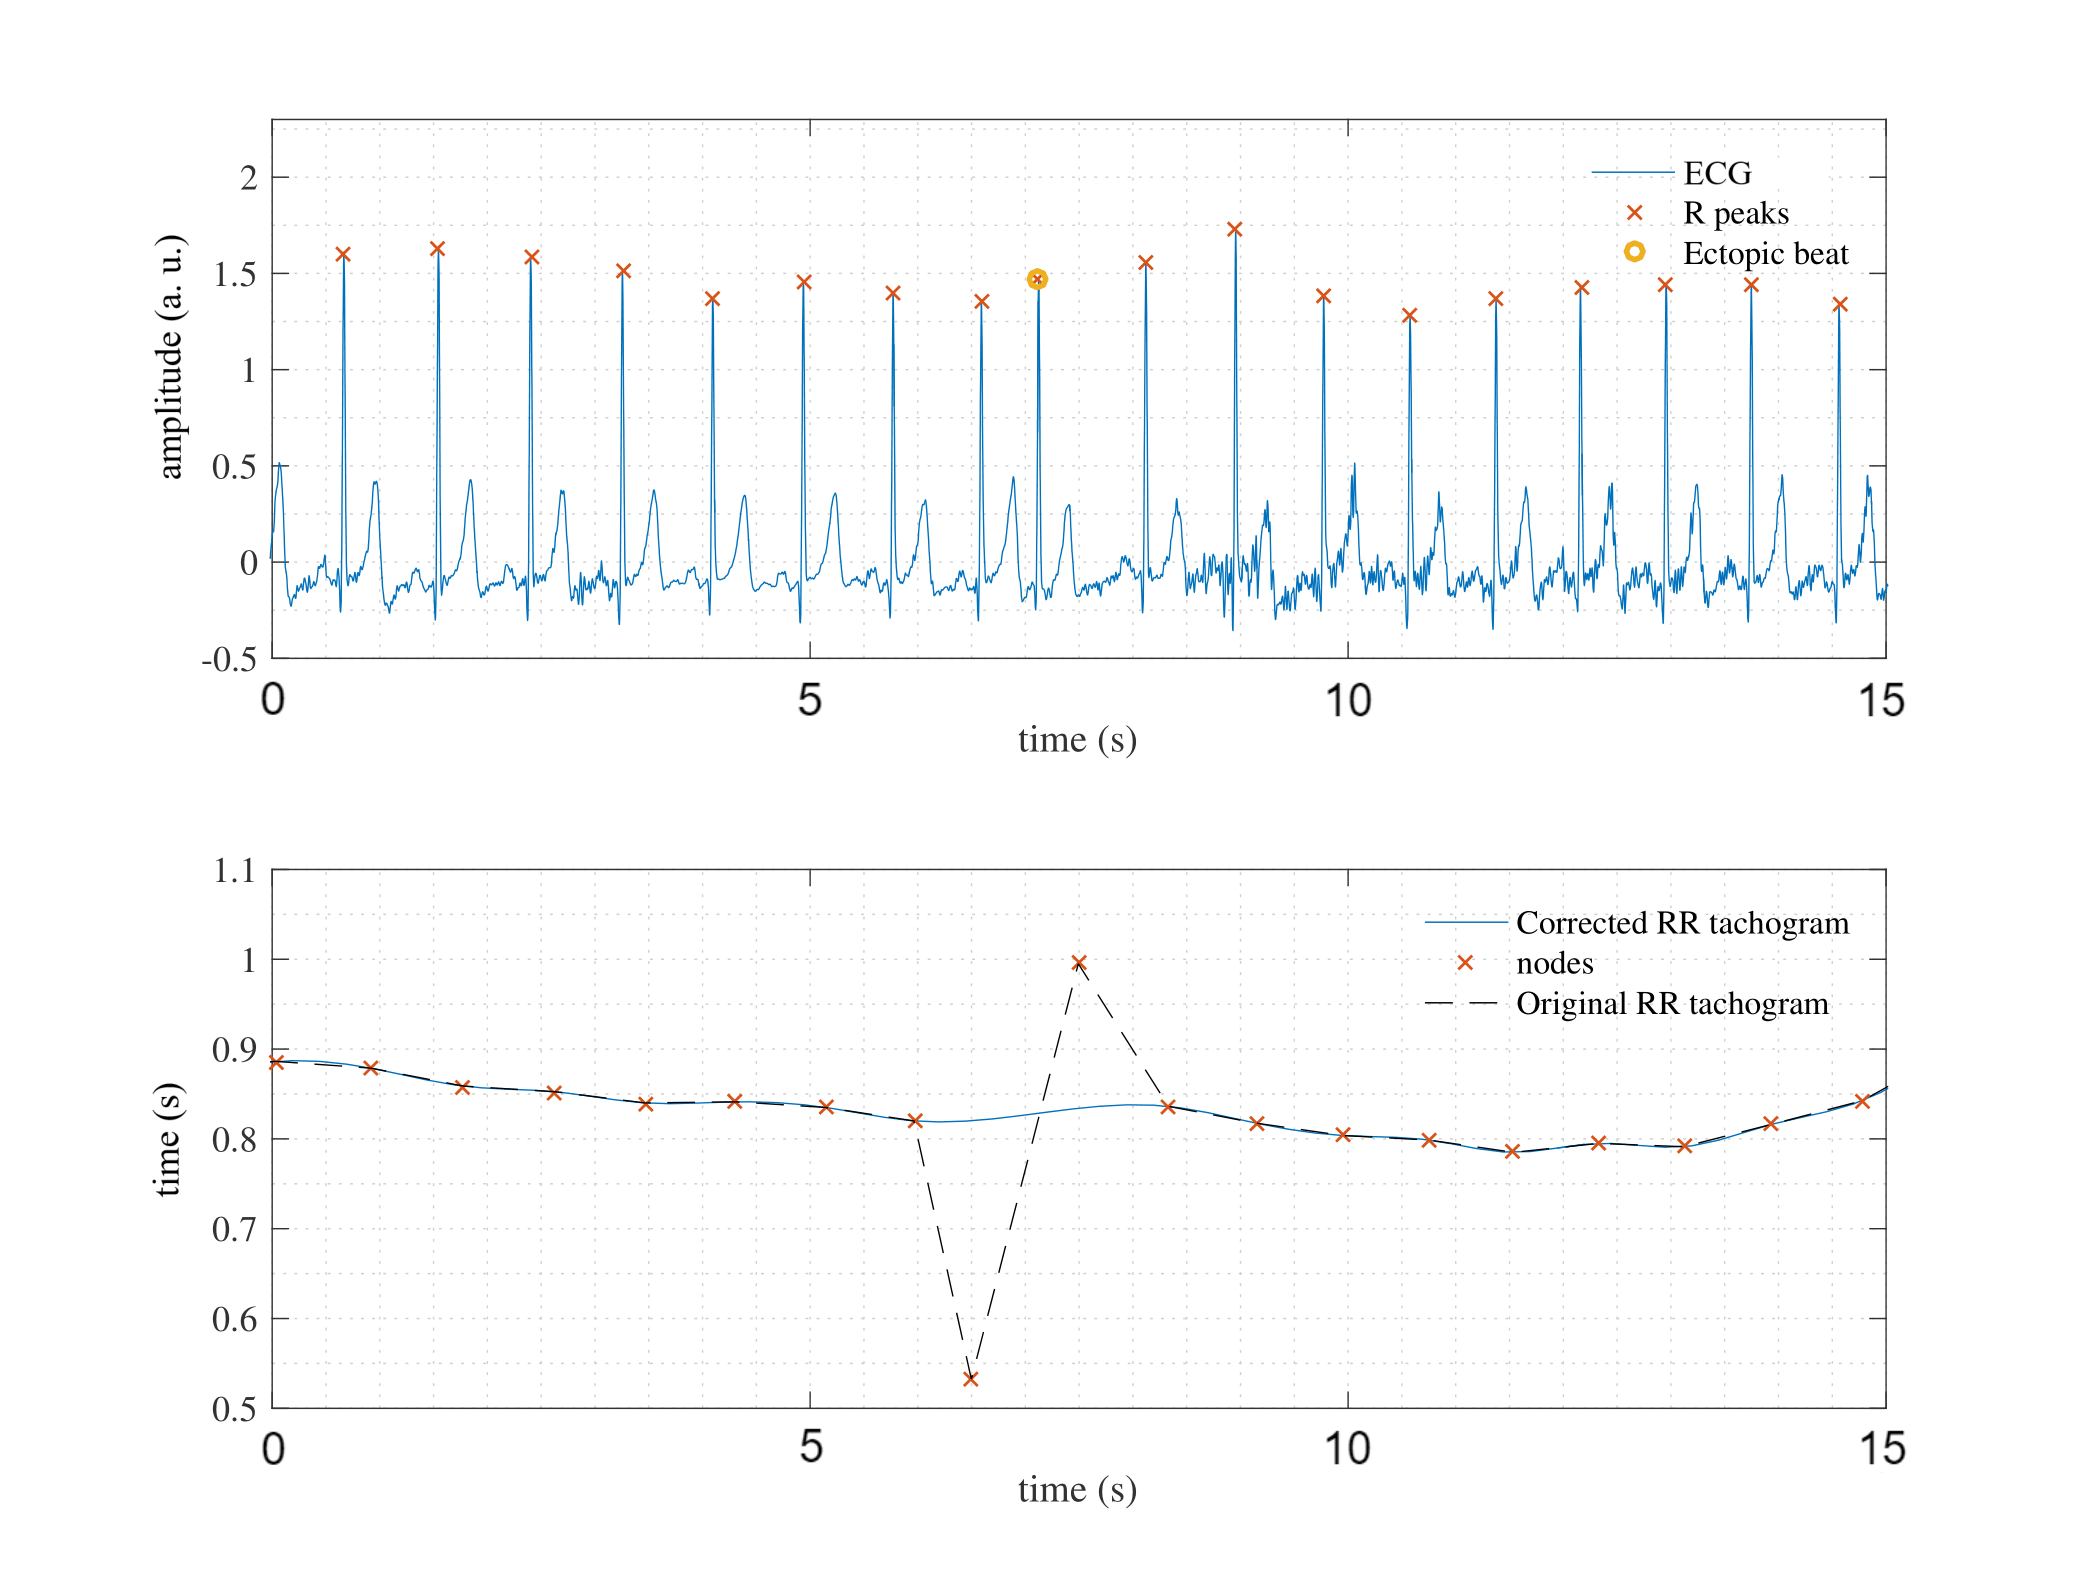 2
1.5
1
0.5
0
-0.5
amplitude (a. u.)
ECG
R peaks
Ectopic beat
0 5 10 15
time (s)
1.1
1
0.9
0.8
0.7
0.6
0.5
time (s)
Corrected RR tachogram
nodes
Original RR tachogram
0 5 10 15
time (s)